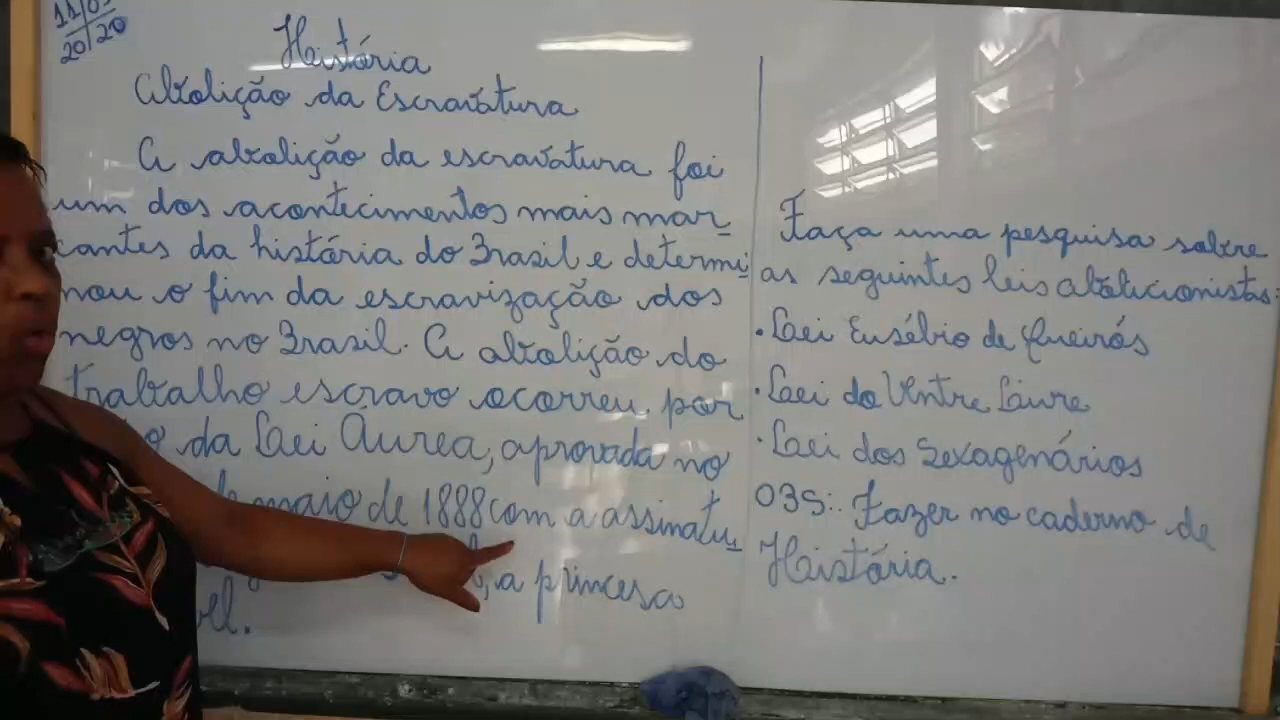 11/05
20/20
História
Abolição da Escravatura
A abolição da escravatura foi
um dos acontecimentos mais mar-
cantes da história do Brasil e determi-
nou o fim da escravização dos
negros no Brasil. A abolição do
trabalho escravo ocorreu por
da Lei Áurea, aprovada no
de maio de 1888 com a assinatu-
, a princesa
Faça uma pesquisa sobre
as seguintes leis abolicionistas:
• Lei Eusébio de Queirós
• Lei do Ventre Livre
• Lei dos Sexagenários
OBS.: Fazer no caderno de
História.